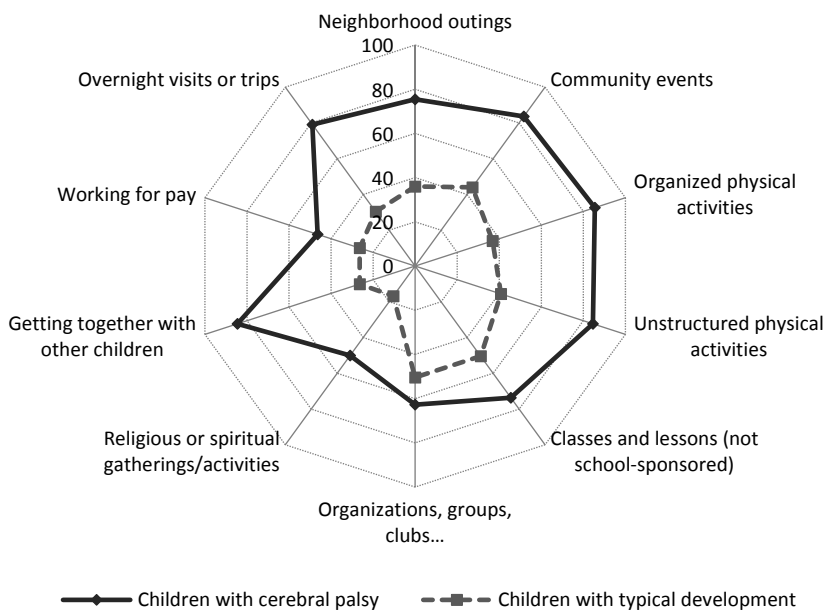 Neighborhood outings
100
80
60
40
20
0
Community events
Organized physical
activities
Unstructured physical
activities
Classes and lessons (not
school-sponsored)
Organizations, groups,
clubs…
Religious or spiritual
gatherings/activities
Getting together with
other children
Working for pay
Overnight visits or trips
Children with cerebral palsy
Children with typical development